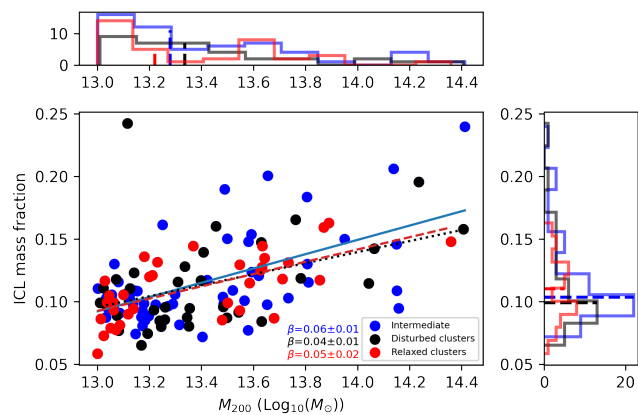 10
0
13.0 13.2 13.4 13.6 13.8 14.0 14.2 14.4
0.25
0.20
0.15
0.10
0.05
ICL mass fraction
β=0.06±0.01
β=0.04±0.01
β=0.05±0.02
Intermediate
Disturbed clusters
Relaxed clusters
13.0 13.2 13.4 13.6 13.8 14.0 14.2 14.4
M₂₀₀ (Log₁₀(M☉))
0.25
0.20
0.15
0.10
0.05
0 10 20